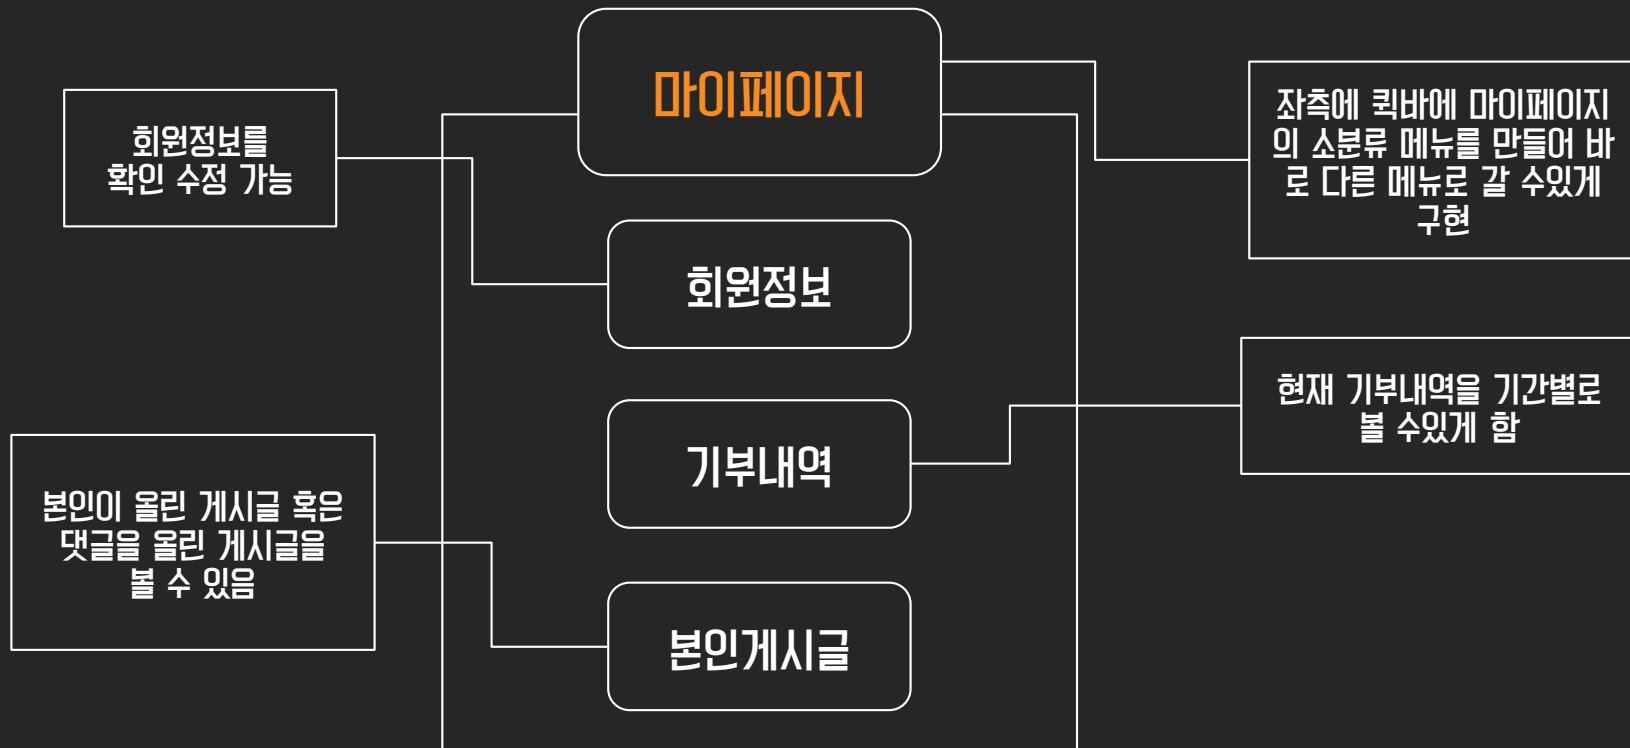 마이페이지
회원정보를
확인 수정 가능
좌측에 퀵바에 마이페이지
의 소분류 메뉴를 만들어 바
로 다른 메뉴로 갈 수있게
구현
회원정보
현재 기부내역을 기간별로
볼 수있게 함
기부내역
본인이 올린 게시글 혹은
댓글을 올린 게시글을
볼 수 있음
본인게시글